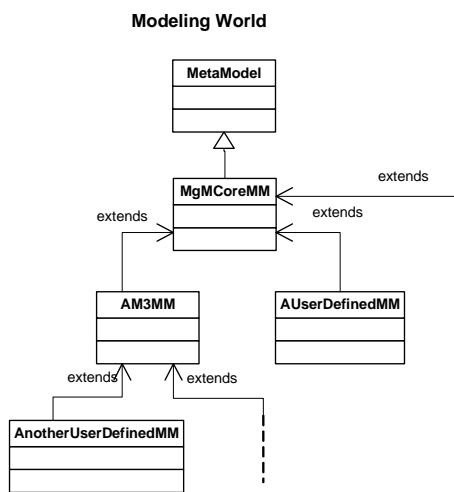 Modeling World
MetaModel
MgMCoreMM
extends
extends
extends
AM3MM
AUserDefinedMM
extends
extends
AnotherUserDefinedMM